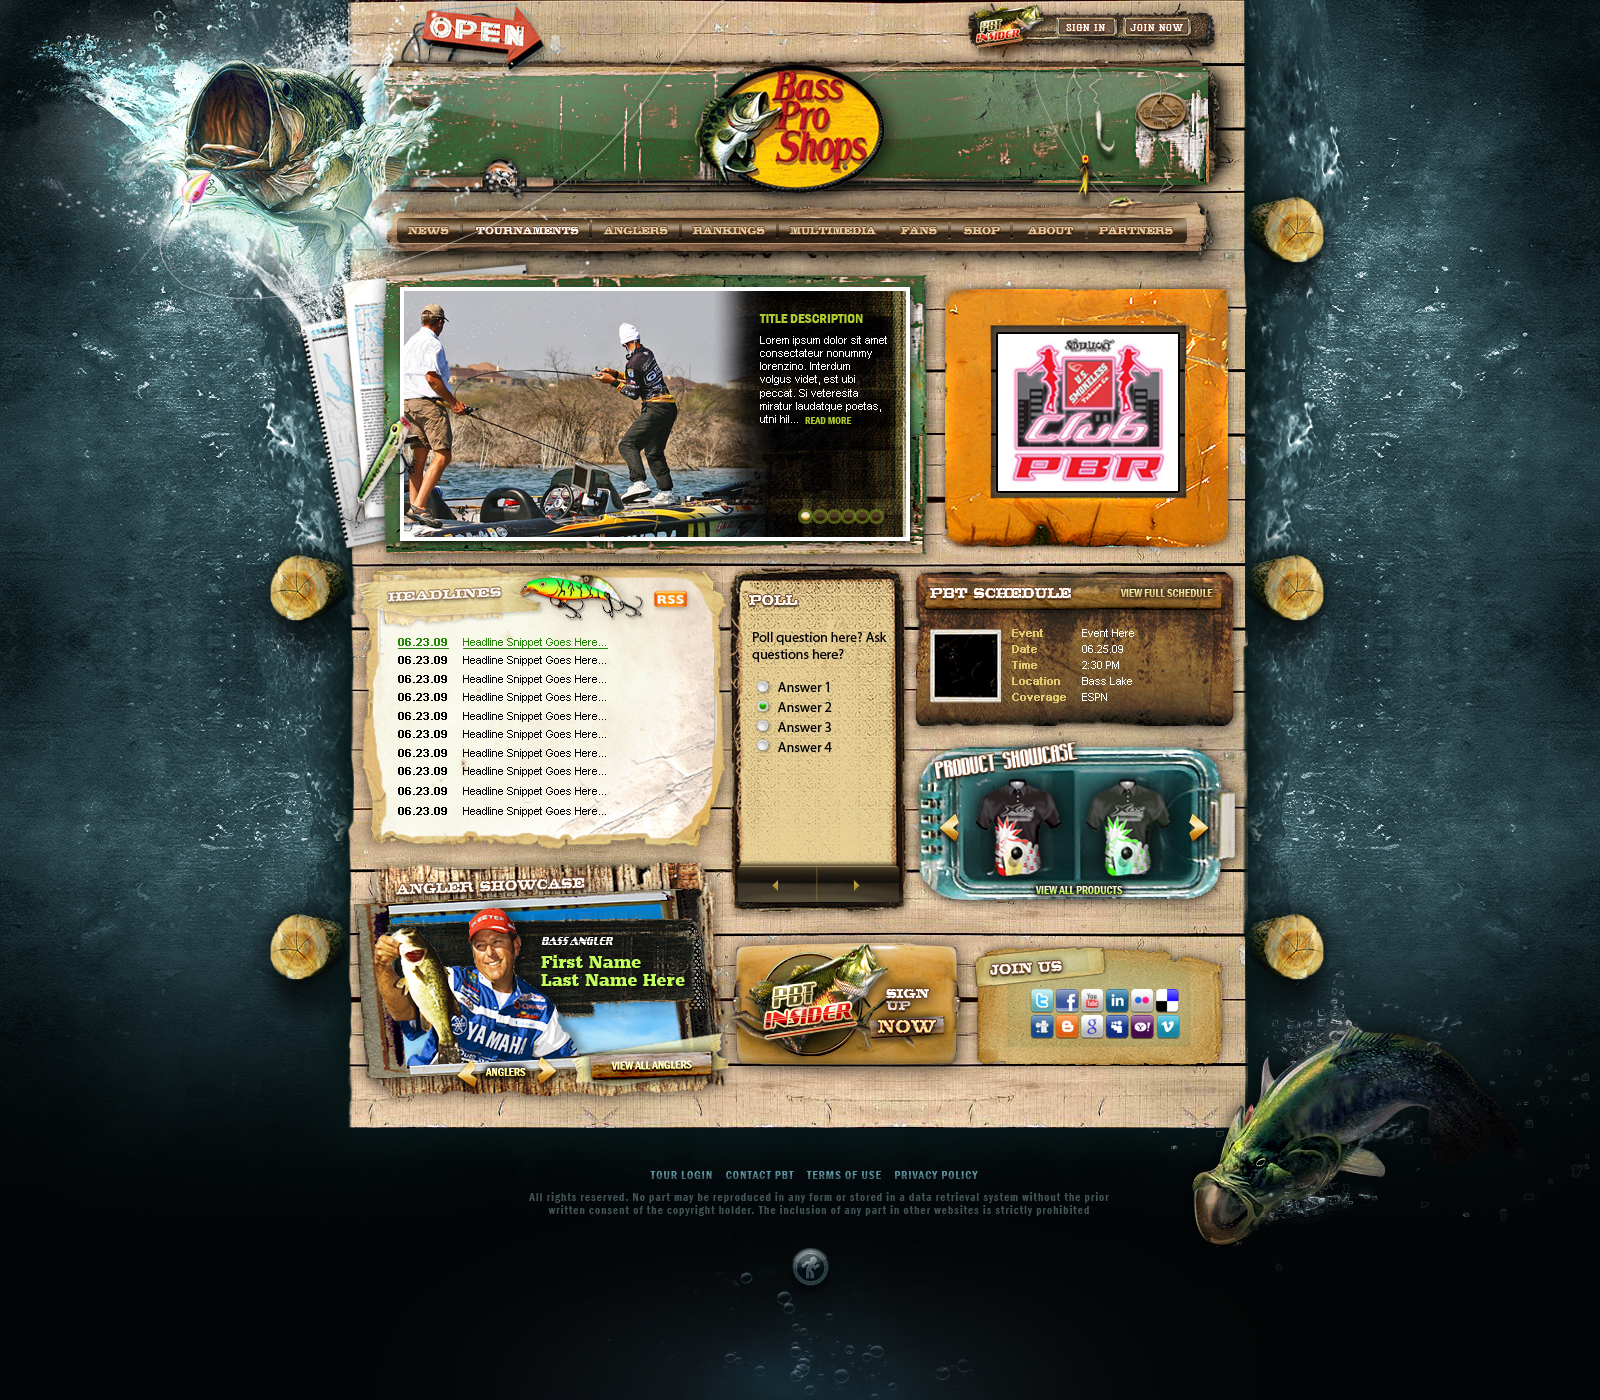 OPEN
PBT
INSIDER
SIGN IN
JOIN NOW
Bass
Pro
Shops
NEWS
TOURNAMENTS
ANGLERS
RANKINGS
MULTIMEDIA
FANS
SHOP
ABOUT
PARTNERS
TITLE DESCRIPTION
Lorem ipsum dolor sit amet
consectateur nonummy
lorenzino. Interdum
volgus videt, est ubi
peccat. Si veteresita
miratur laudatque poetas,
utni hil... READ MORE
SILVER LEGACY
U.S.
SMOKELESS
Tobacco Co
Club
PBR
HEADLINES
RSS
06.23.09 Headline Snippet Goes Here...
06.23.09 Headline Snippet Goes Here...
06.23.09 Headline Snippet Goes Here...
06.23.09 Headline Snippet Goes Here...
06.23.09 Headline Snippet Goes Here...
06.23.09 Headline Snippet Goes Here...
06.23.09 Headline Snippet Goes Here...
06.23.09 Headline Snippet Goes Here...
06.23.09 Headline Snippet Goes Here...
06.23.09 Headline Snippet Goes Here...
POLL
Poll question here? Ask
questions here?
Answer 1
Answer 2
Answer 3
Answer 4
PBT SCHEDULE
VIEW FULL SCHEDULE
Event Event Here
Date 06.25.09
Time 2:30 PM
Location Bass Lake
Coverage ESPN
PRODUCT SHOWCASE
VIEW ALL PRODUCTS
ANGLER SHOWCASE
BASS ANGLER
First Name
Last Name Here
YAMAHA
ANGLERS
VIEW ALL ANGLERS
PBT
INSIDER
SIGN
UP
NOW
JOIN US
You
Tube
TOUR LOGIN CONTACT PBT TERMS OF USE PRIVACY POLICY
All rights reserved. No part may be reproduced in any form or stored in a data retrieval system without the prior
written consent of the copyright holder. The inclusion of any part in other websites is strictly prohibited